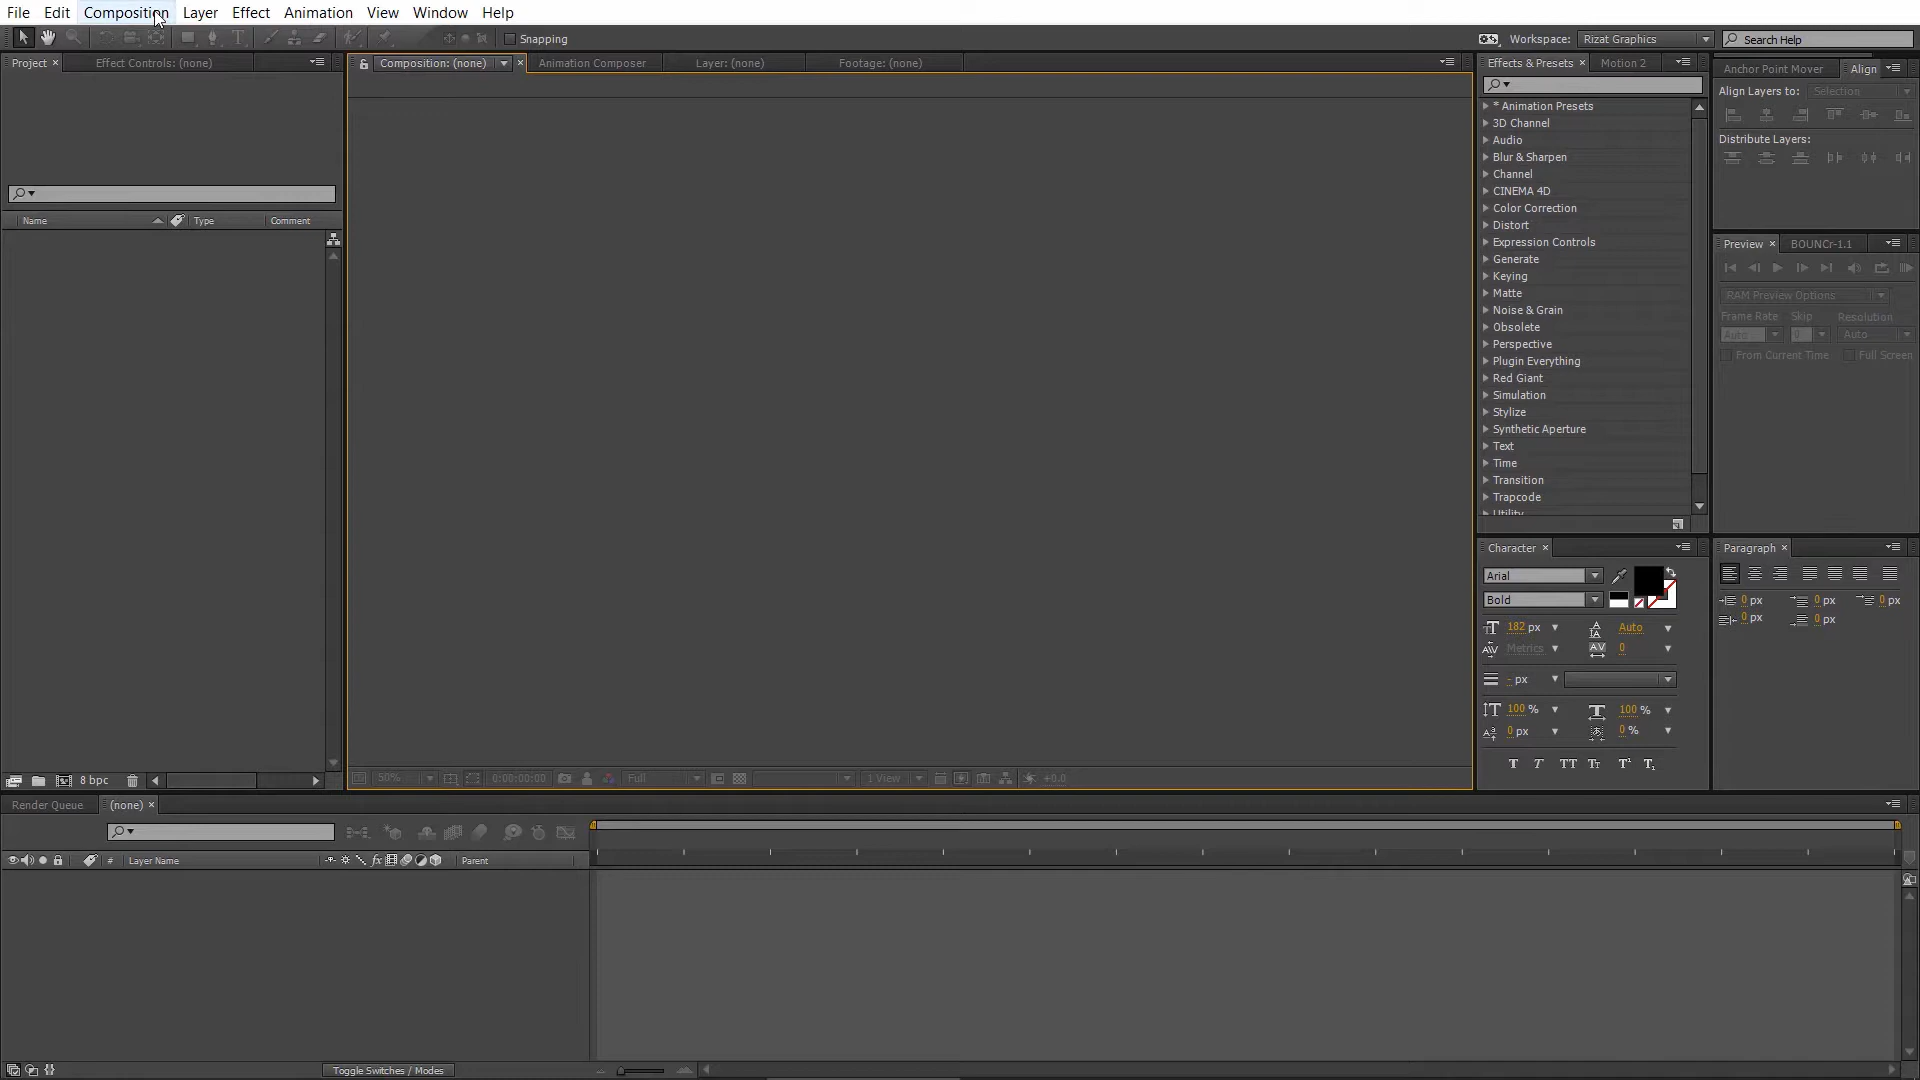 File Edit Composition Layer Effect Animation View Window Help
Snapping
Workspace: Rizat Graphics
Search Help
Project
Effect Controls: (none)
Composition: (none)
Animation Composer
Layer: (none)
Footage: (none)
Effects & Presets
Motion 2
Anchor Point Mover
Align
Align Layers to: Selection
Distribute Layers:
Name
Type
Comment
* Animation Presets
3D Channel
Audio
Blur & Sharpen
Channel
CINEMA 4D
Color Correction
Distort
Expression Controls
Generate
Keying
Matte
Noise & Grain
Obsolete
Perspective
Plugin Everything
Red Giant
Simulation
Stylize
Synthetic Aperture
Text
Time
Transition
Trapcode
Utility
Preview
BOUNCr-1.1
RAM Preview Options
Frame Rate Skip Resolution
Auto 0 Auto
From Current Time Full Screen
Character
Arial
Bold
182 px Auto
Metrics 0
- px
100 % 100 %
0 px 0 %
T T TT Tr T¹ T₁
Paragraph
0 px 0 px 0 px
0 px 0 px
8 bpc
50% 0:00:00:00 Full 1 View +0.0
Render Queue
(none)
# Layer Name
Parent
Toggle Switches / Modes